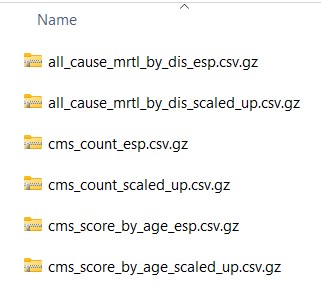 Name
all_cause_mrtl_by_dis_esp.csv.gz
all_cause_mrtl_by_dis_scaled_up.csv.gz
cms_count_esp.csv.gz
cms_count_scaled_up.csv.gz
cms_score_by_age_esp.csv.gz
cms_score_by_age_scaled_up.csv.gz